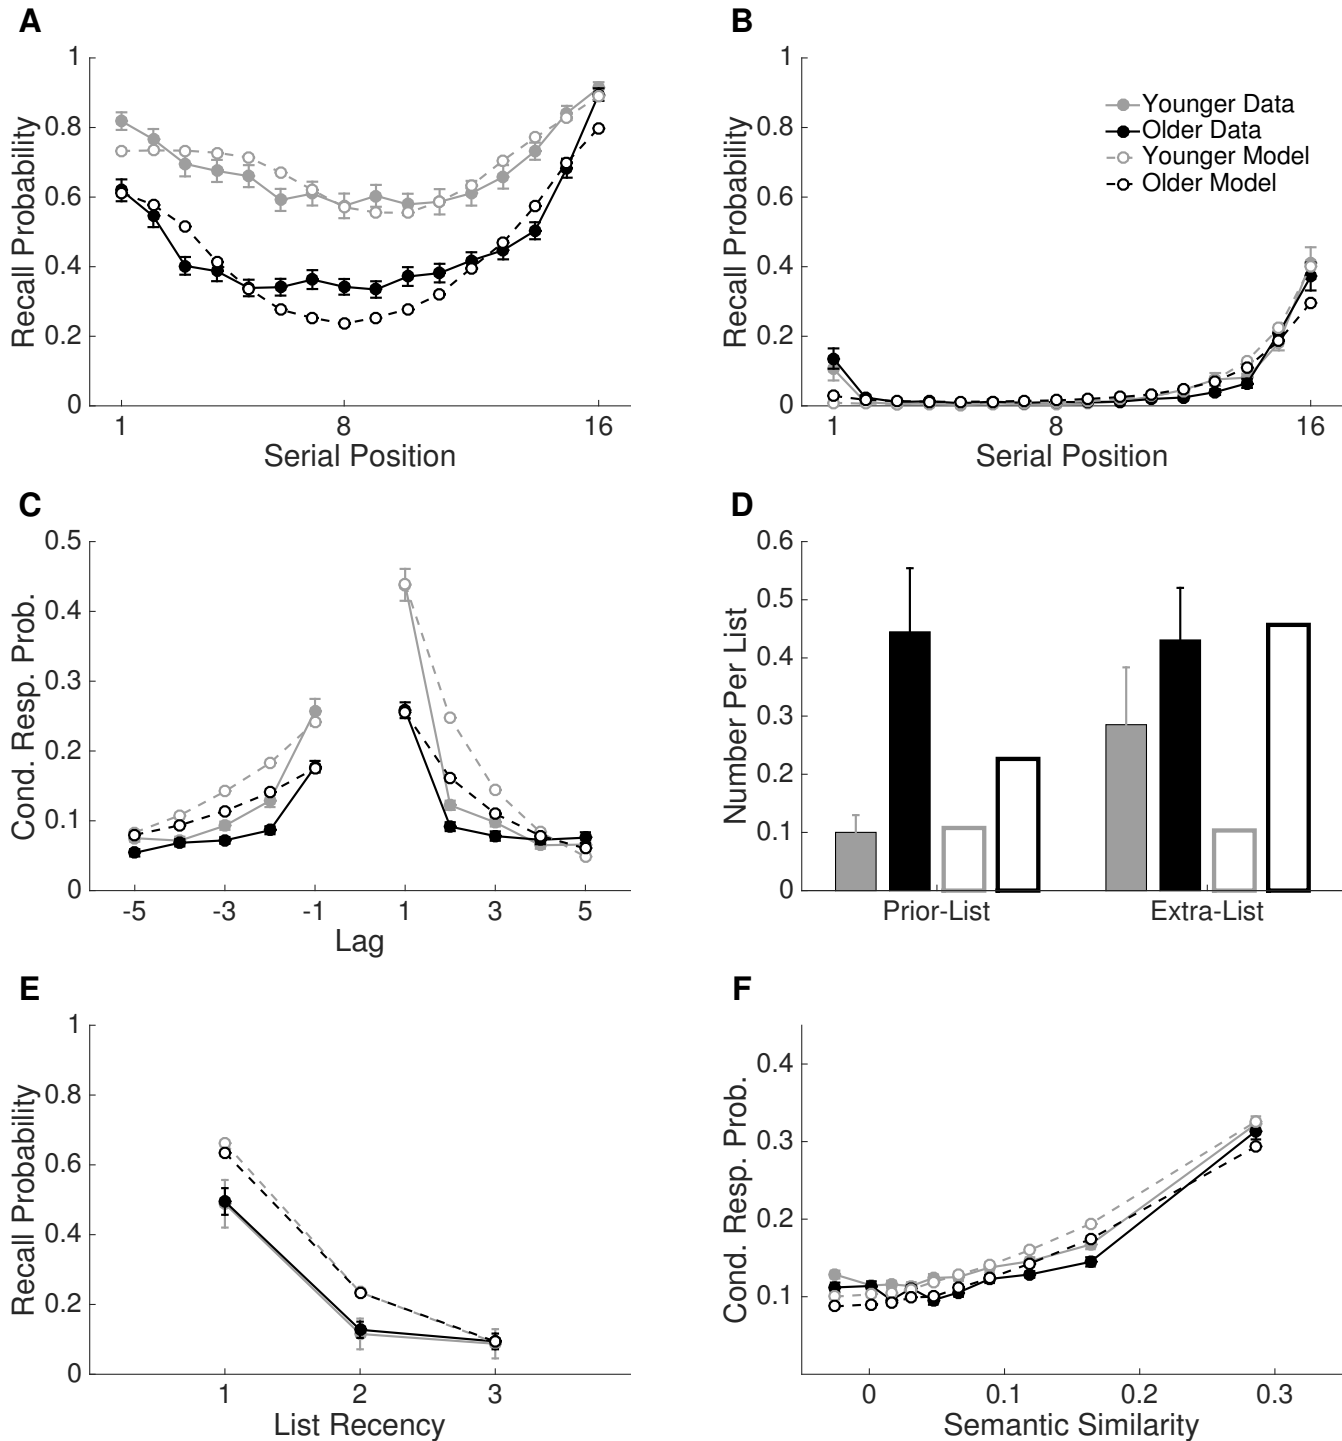 A
Recall Probability
1
0.8
0.6
0.4
0.2
0
1 8 16
Serial Position
B
Recall Probability
1
0.8
0.6
0.4
0.2
0
Younger Data
Older Data
Younger Model
Older Model
1 8 16
Serial Position
C
Cond. Resp. Prob.
0.5
0.4
0.3
0.2
0.1
0
-5 -3 -1 1 3 5
Lag
D
Number Per List
0.6
0.5
0.4
0.3
0.2
0.1
0
Prior-List Extra-List
E
Recall Probability
1
0.8
0.6
0.4
0.2
0
1 2 3
List Recency
F
Cond. Resp. Prob.
0.4
0.3
0.2
0.1
0 0.1 0.2 0.3
Semantic Similarity